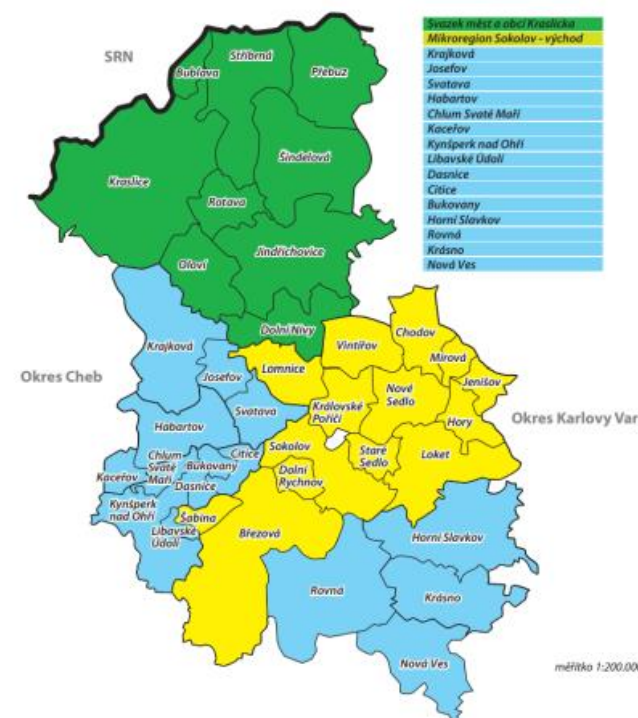 SRN
Svazek měst a obcí Kraslicka
Mikroregion Sokolov - východ
Krajková
Josefov
Svatava
Habartov
Chlum Svaté Maří
Kaceřov
Kynšperk nad Ohří
Libavské Údolí
Dasnice
Citice
Bukovany
Horní Slavkov
Rovná
Krásno
Nová Ves
Stříbrná
Bublava
Přebuz
Šindelová
Kraslice
Rotava
Jindřichovice
Oloví
Dolní Nivy
Krajková
Vintířov
Chodov
Mírová
Okres Cheb
Josefov
Lomnice
Jenišov
Svatava
Královské
Poříčí
Nové
Sedlo
Hory
Okres Karlovy Vary
Habartov
Sokolov
Staré
Sedlo
Loket
Chlum
Svaté
Maří
Bukovany
Citice
Kaceřov
Dasnice
Dolní
Rychnov
Kynšperk
nad Ohří
Šabina
Libavské
Údolí
Březová
Horní Slavkov
Rovná
Krásno
Nová Ves
měřítko 1:200.000